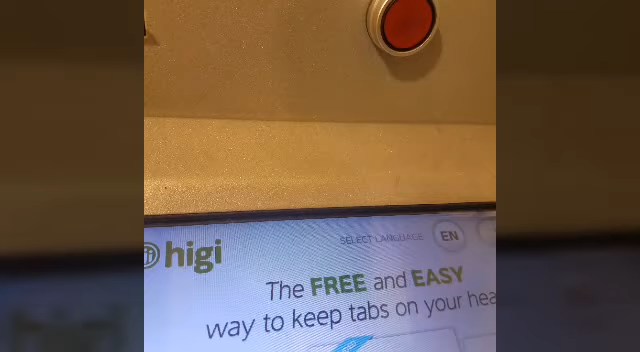 higi
SELECT LANGUAGE EN
The FREE and EASY
way to keep tabs on your hea